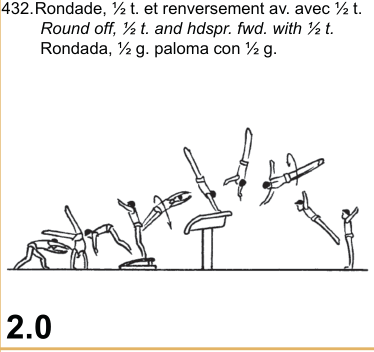 432. Rondade, ½ t. et renversement av. avec ½ t.
Round off, ½ t. and hdspr. fwd. with ½ t.
Rondada, ½ g. paloma con ½ g.
2.0